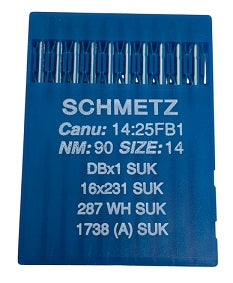 SCHMETZ
Canu: 14:25FB1
NM: 90 SIZE: 14
DBx1 SUK
16x231 SUK
287 WH SUK
1738 (A) SUK